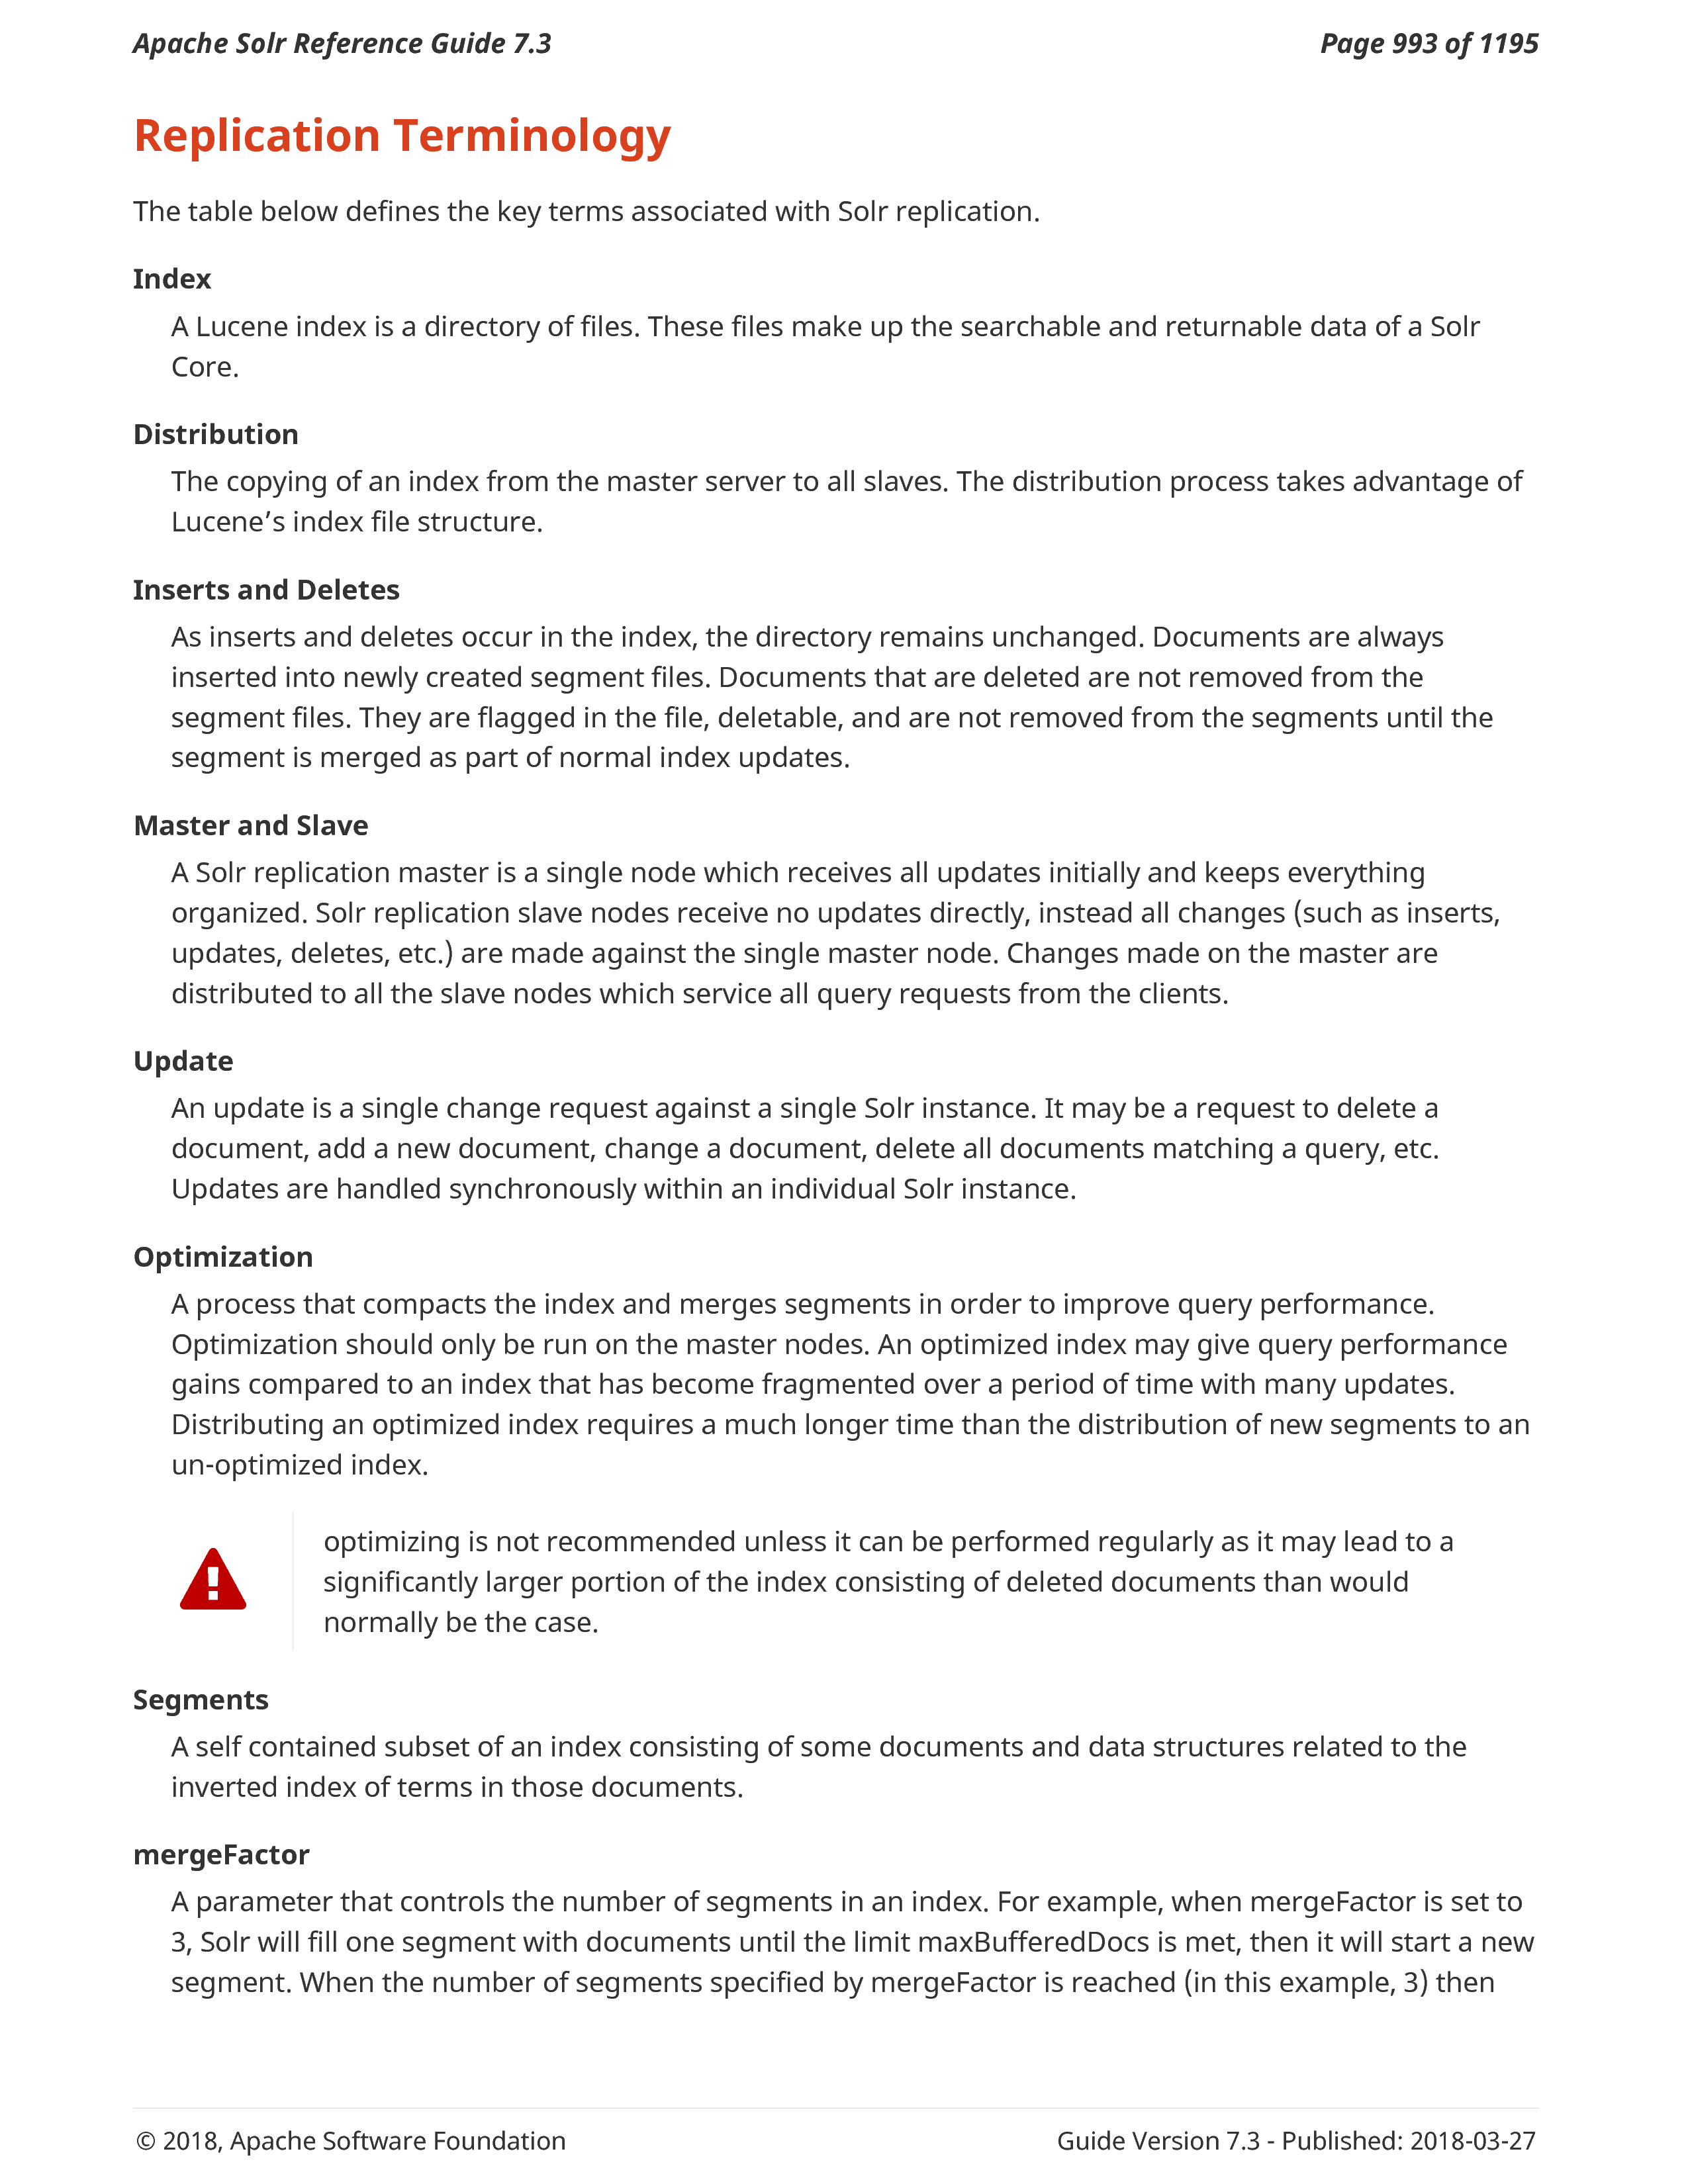 Apache Solr Reference Guide 7.3 Page 993 of 1195
Replication Terminology
The table below defines the key terms associated with Solr replication.
Index
A Lucene index is a directory of files. These files make up the searchable and returnable data of a Solr
Core.
Distribution
The copying of an index from the master server to all slaves. The distribution process takes advantage of
Lucene’s index file structure.
Inserts and Deletes
As inserts and deletes occur in the index, the directory remains unchanged. Documents are always
inserted into newly created segment files. Documents that are deleted are not removed from the
segment files. They are flagged in the file, deletable, and are not removed from the segments until the
segment is merged as part of normal index updates.
Master and Slave
A Solr replication master is a single node which receives all updates initially and keeps everything
organized. Solr replication slave nodes receive no updates directly, instead all changes (such as inserts,
updates, deletes, etc.) are made against the single master node. Changes made on the master are
distributed to all the slave nodes which service all query requests from the clients.
Update
An update is a single change request against a single Solr instance. It may be a request to delete a
document, add a new document, change a document, delete all documents matching a query, etc.
Updates are handled synchronously within an individual Solr instance.
Optimization
A process that compacts the index and merges segments in order to improve query performance.
Optimization should only be run on the master nodes. An optimized index may give query performance
gains compared to an index that has become fragmented over a period of time with many updates.
Distributing an optimized index requires a much longer time than the distribution of new segments to an
un-optimized index.
optimizing is not recommended unless it can be performed regularly as it may lead to a
significantly larger portion of the index consisting of deleted documents than would
normally be the case.
Segments
A self contained subset of an index consisting of some documents and data structures related to the
inverted index of terms in those documents.
mergeFactor
A parameter that controls the number of segments in an index. For example, when mergeFactor is set to
3, Solr will fill one segment with documents until the limit maxBufferedDocs is met, then it will start a new
segment. When the number of segments specified by mergeFactor is reached (in this example, 3) then
© 2018, Apache Software Foundation Guide Version 7.3 - Published: 2018-03-27